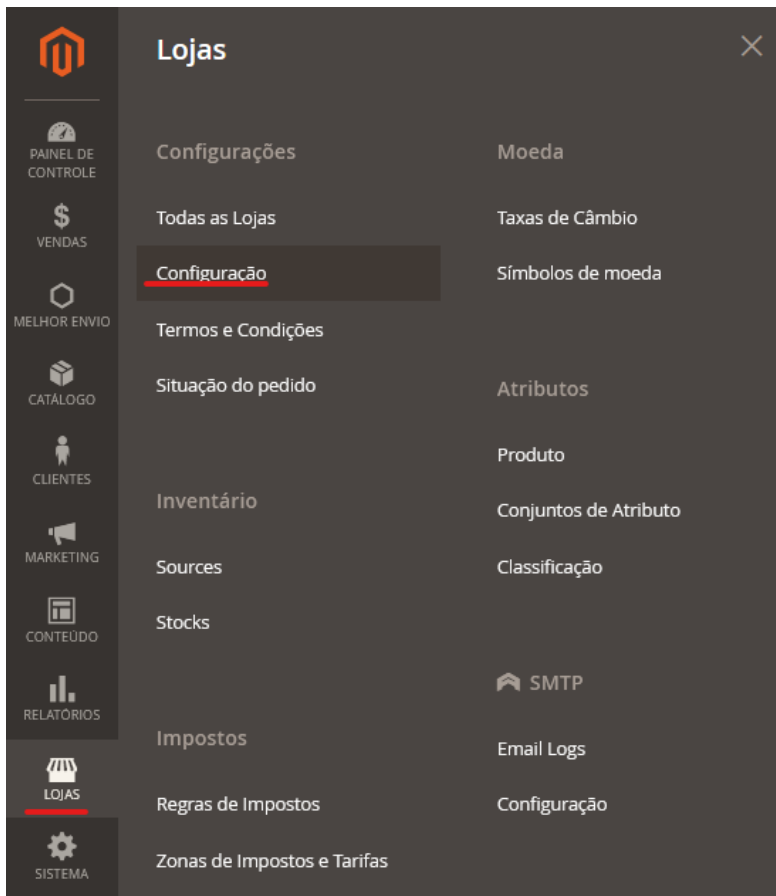 PAINEL DE
CONTROLE
VENDAS
MELHOR ENVIO
CATÁLOGO
CLIENTES
MARKETING
CONTEÚDO
RELATÓRIOS
LOJAS
SISTEMA
Lojas
Configurações
Todas as Lojas
Configuração
Termos e Condições
Situação do pedido
Inventário
Sources
Stocks
Impostos
Regras de Impostos
Zonas de Impostos e Tarifas
Moeda
Taxas de Câmbio
Símbolos de moeda
Atributos
Produto
Conjuntos de Atributo
Classificação
SMTP
Email Logs
Configuração